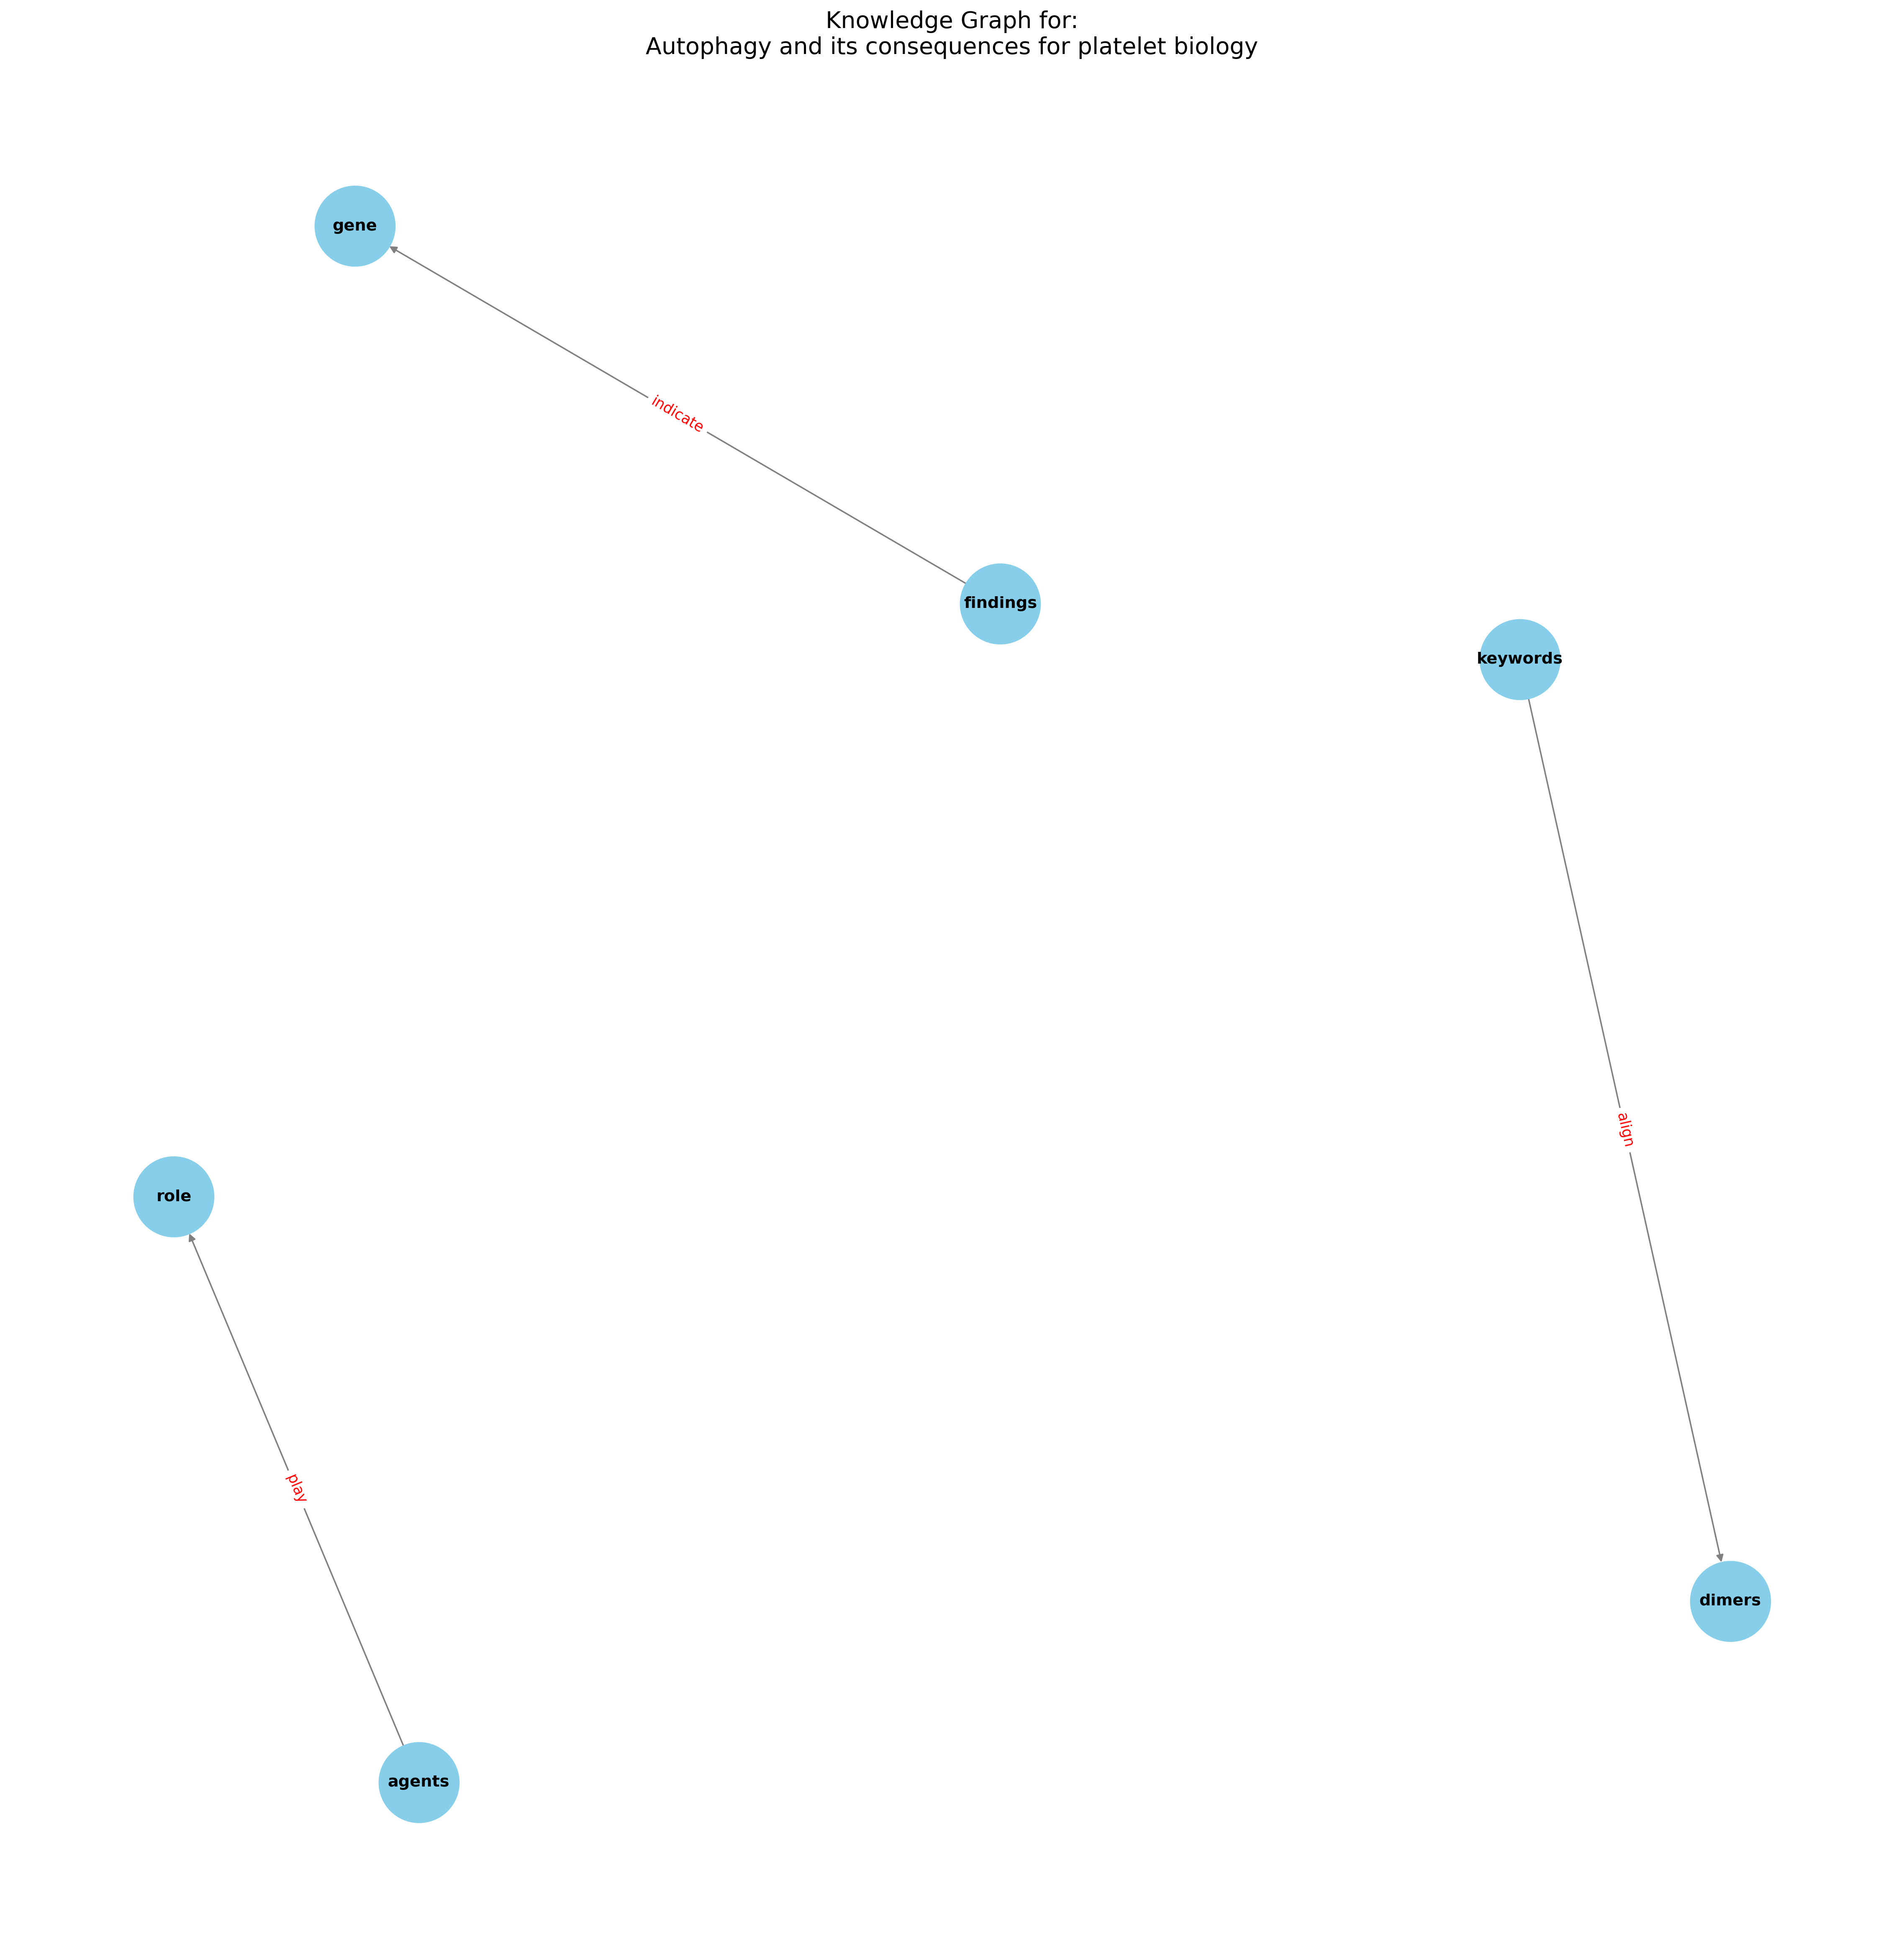 Knowledge Graph for:
Autophagy and its consequences for platelet biology
gene
indicate
findings
keywords
align
role
play
dimers
agents